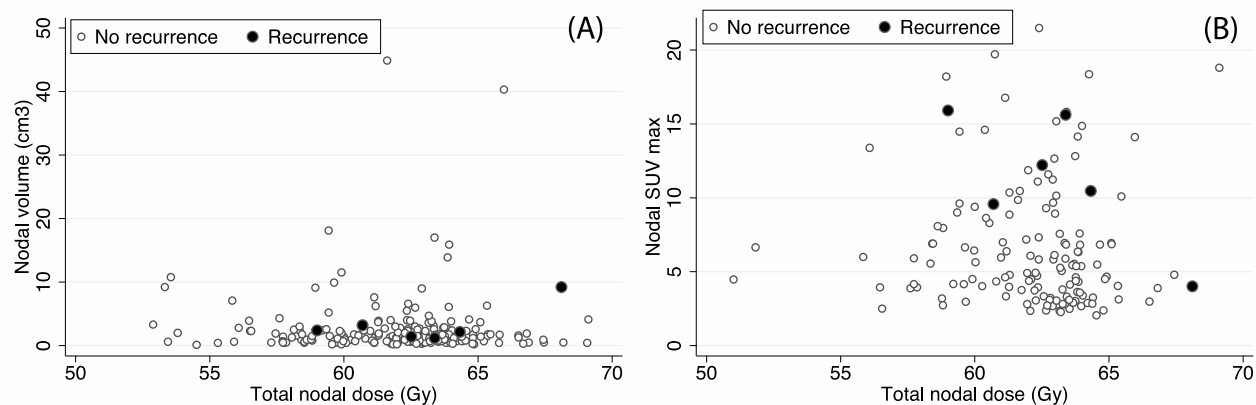 No recurrence
Recurrence
(A)
Nodal volume (cm3)
50
40
30
20
10
0
50
55
60
65
70
Total nodal dose (Gy)
No recurrence
Recurrence
(B)
Nodal SUV max
20
15
10
5
0
50
55
60
65
70
Total nodal dose (Gy)